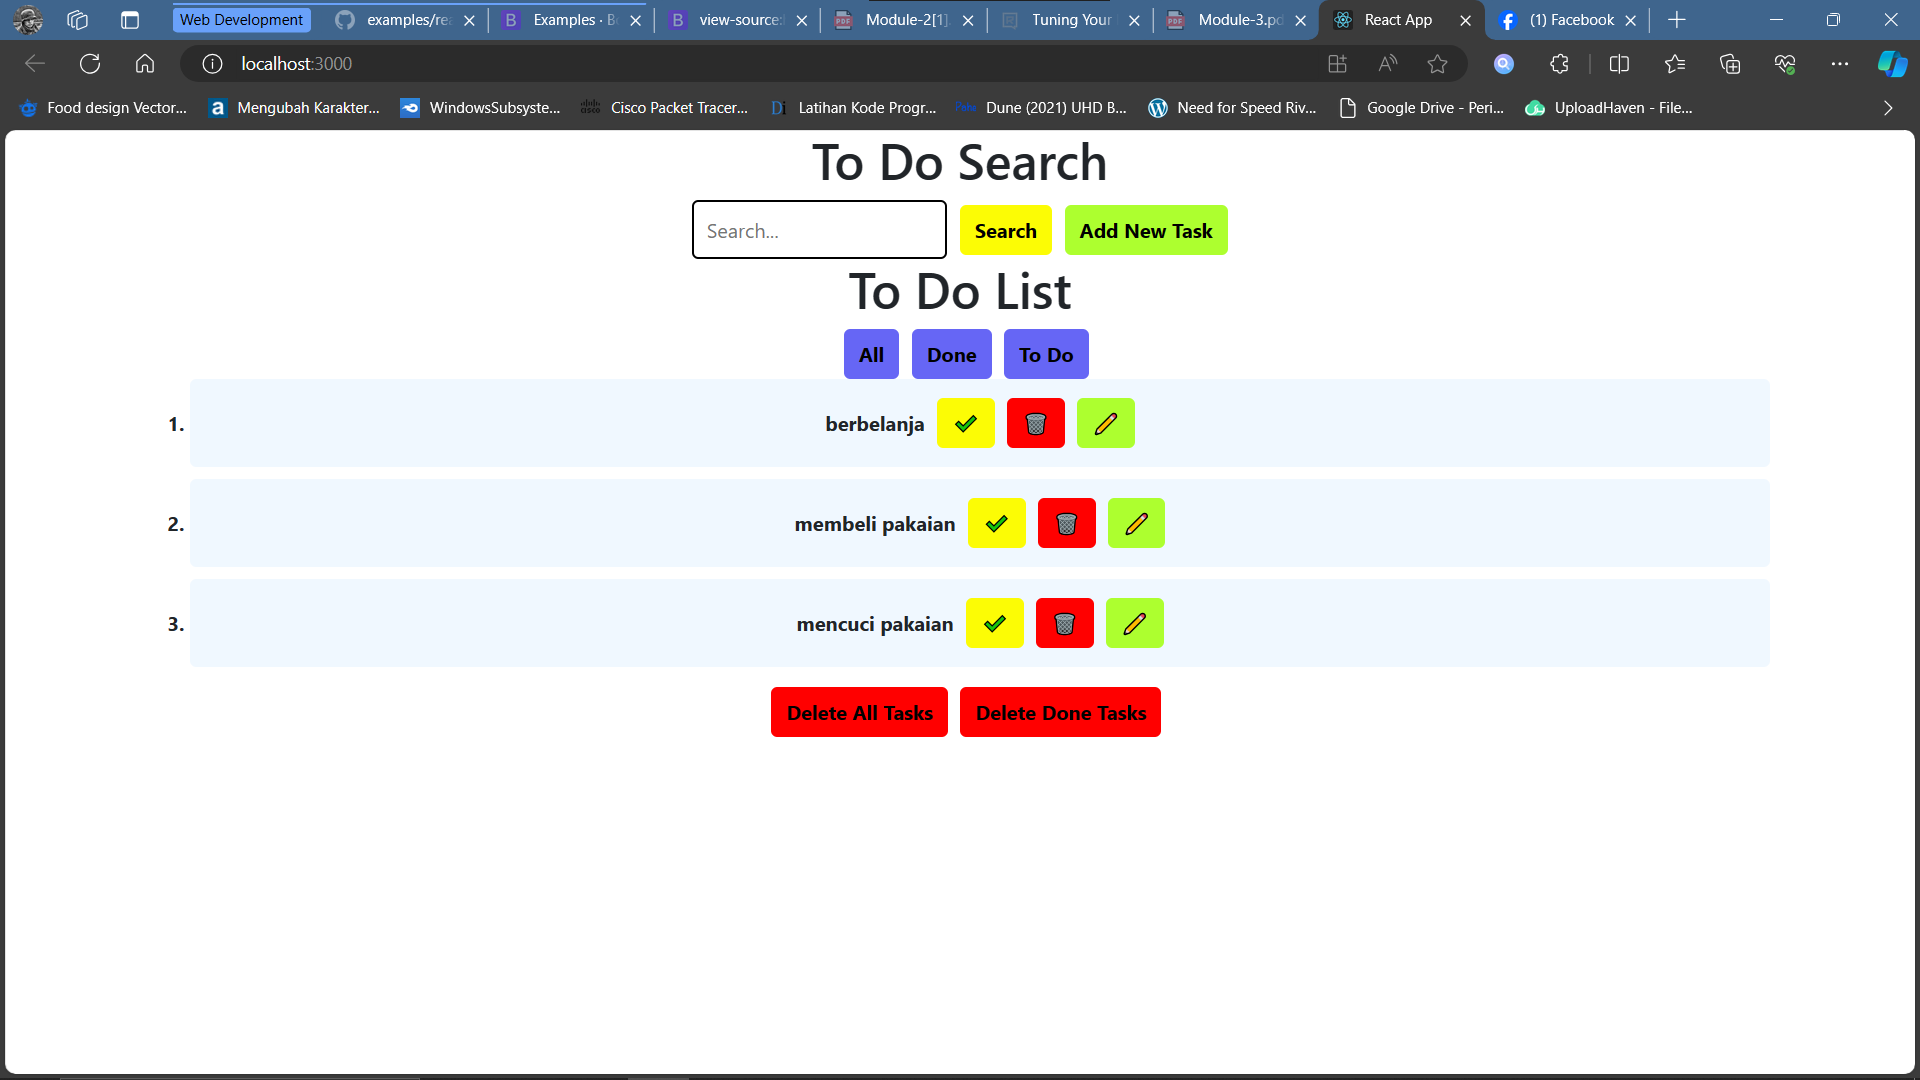 Web Development
examples/re
Examples · B
view-source:
Module-2[1]
Tuning Your
Module-3.pd
React App
(1) Facebook
localhost:3000
Food design Vector...
Mengubah Karakter...
WindowsSubsyste...
Cisco Packet Tracer...
Latihan Kode Progr...
Dune (2021) UHD B...
Need for Speed Riv...
Google Drive - Peri...
UploadHaven - File...
To Do Search
Search...
Search
Add New Task
To Do List
All
Done
To Do
1. berbelanja
2. membeli pakaian
3. mencuci pakaian
Delete All Tasks
Delete Done Tasks